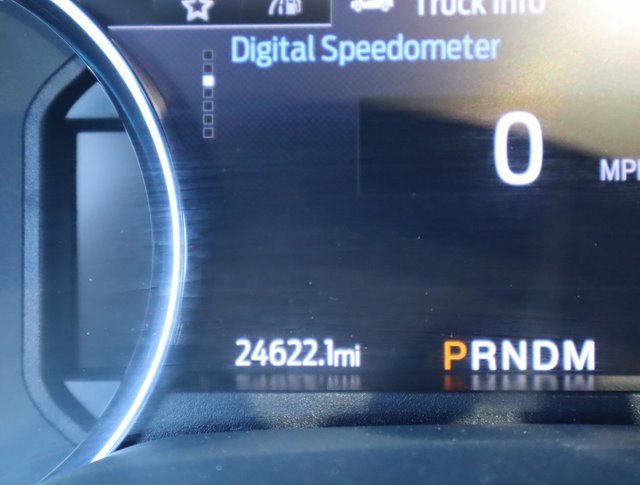 Truck Info
Digital Speedometer
0
MPH
24622.1mi
PRNDM